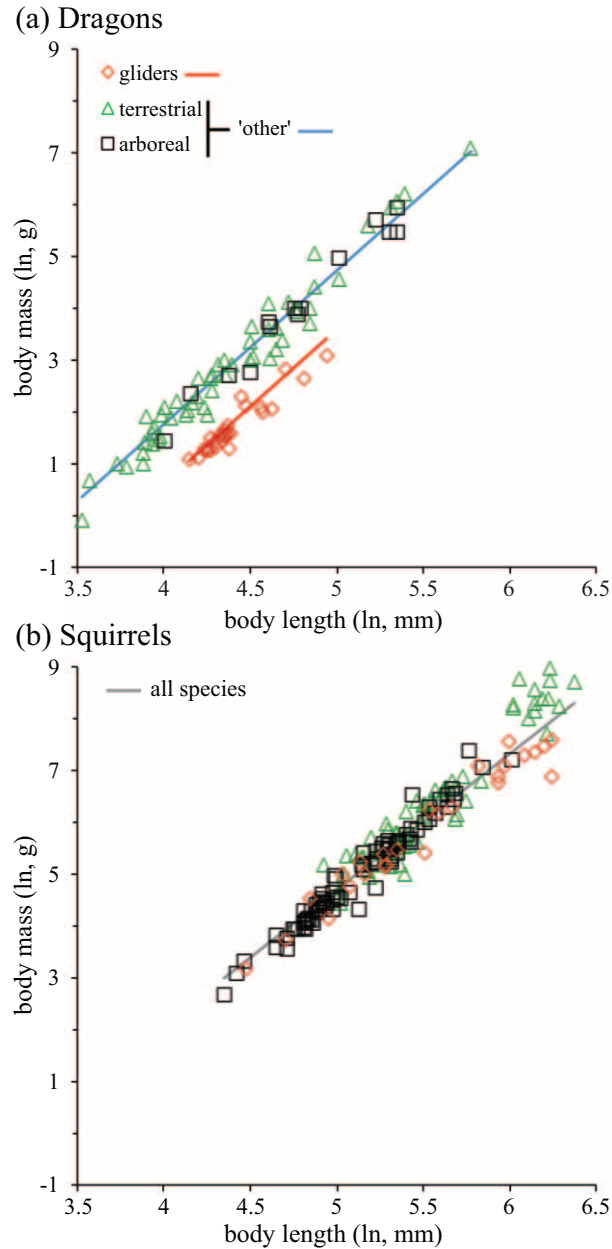 (a) Dragons
9
gliders
terrestrial
'other'
arboreal
7
5
3
1
-1
body mass (ln, g)
3.5 4 4.5 5 5.5 6 6.5
body length (ln, mm)
(b) Squirrels
9
all species
7
5
3
1
-1
body mass (ln, g)
3.5 4 4.5 5 5.5 6 6.5
body length (ln, mm)